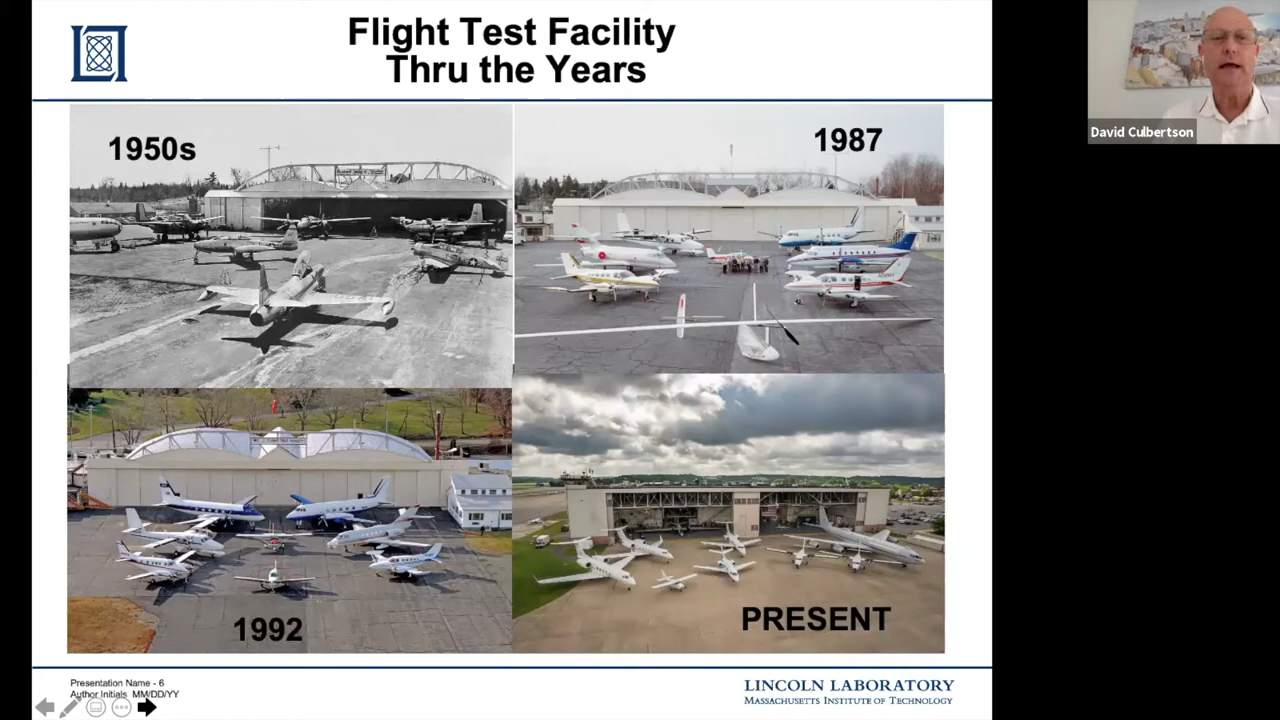 Flight Test Facility
Thru the Years
1950s
1987
1992
PRESENT
Presentation Name - 6
Author Initials MM/DD/YY
LINCOLN LABORATORY
MASSACHUSETTS INSTITUTE OF TECHNOLOGY
David Culbertson